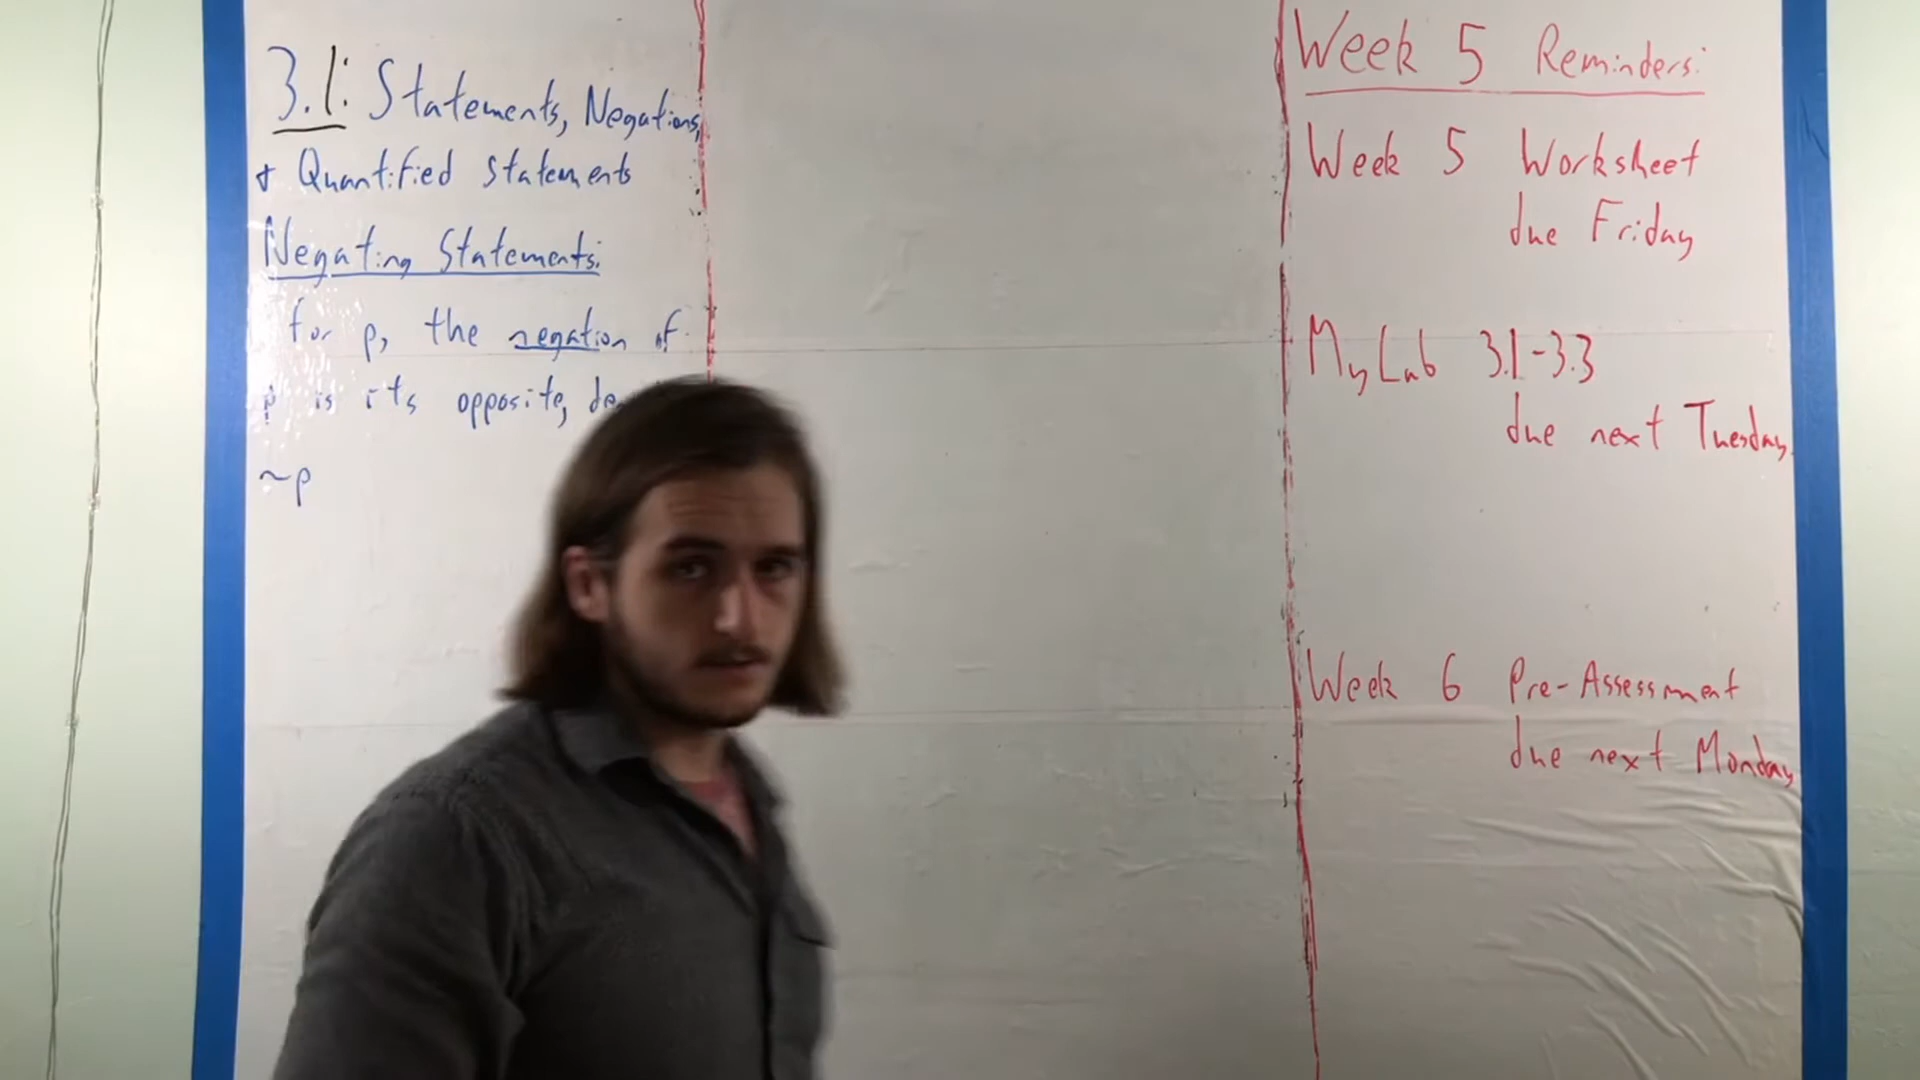 3.1: Statements, Negations,
+ Quantified Statements
Negating Statements:
for p, the negation of
p is its opposite,
~p
Week 5 Reminders:
Week 5 Worksheet
due Friday
MyLab 3.1-3.3
due next Tuesday
Week 6 Pre-Assessment
due next Monday